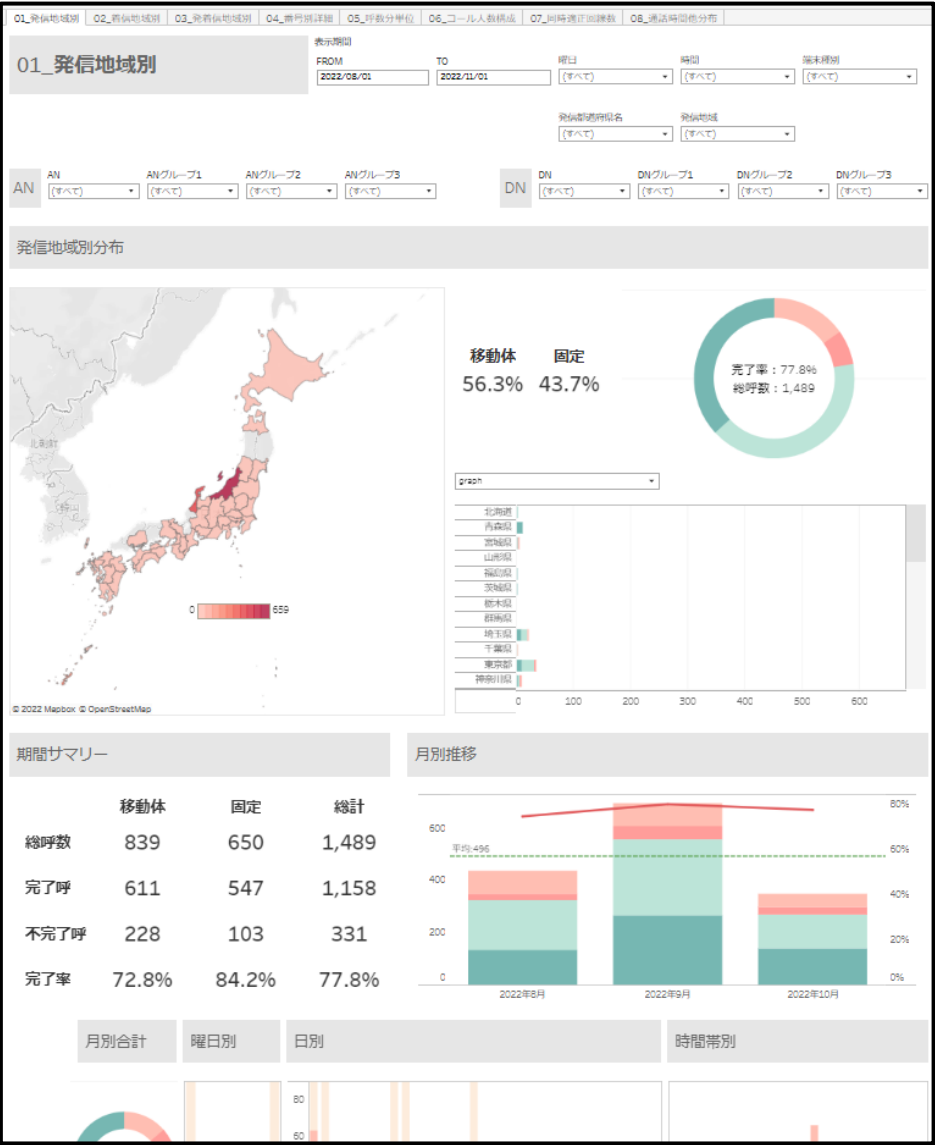 01_発信地域別 02_着信地域別 03_発着信地域別 04_番号別詳細 05_呼数分単位 06_コール人数構成 07_同時適正回線数 08_通話時間他分布
01_発信地域別
表示期間
FROM TO 曜日 時間 端末種別
2022/08/01 2022/11/01 (すべて) (すべて) (すべて)
発信都道府県名 発信地域
(すべて) (すべて)
AN AN ANグループ1 ANグループ2 ANグループ3 DN DN DNグループ1 DNグループ2 DNグループ3
(すべて) (すべて) (すべて) (すべて) (すべて) (すべて) (すべて) (すべて)
発信地域別分布
北朝鮮
韓国
0 659
© 2022 Mapbox © OpenStreetMap
移動体 固定
56.3% 43.7%
完了率：77.8%
総呼数：1,489
graph
北海道
青森県
宮城県
山形県
福島県
茨城県
栃木県
群馬県
埼玉県
千葉県
東京都
神奈川県
0 100 200 300 400 500 600
期間サマリー
移動体 固定 総計
総呼数 839 650 1,489
完了呼 611 547 1,158
不完了呼 228 103 331
完了率 72.8% 84.2% 77.8%
月別推移
80%
600
平均:496 60%
400 40%
200 20%
0 0%
2022年8月 2022年9月 2022年10月
月別合計 曜日別 日別 時間帯別
80
60